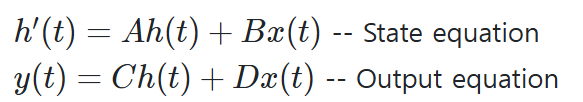 h′(t) = Ah(t) + Bx(t) -- State equation
y(t) = Ch(t) + Dx(t) -- Output equation